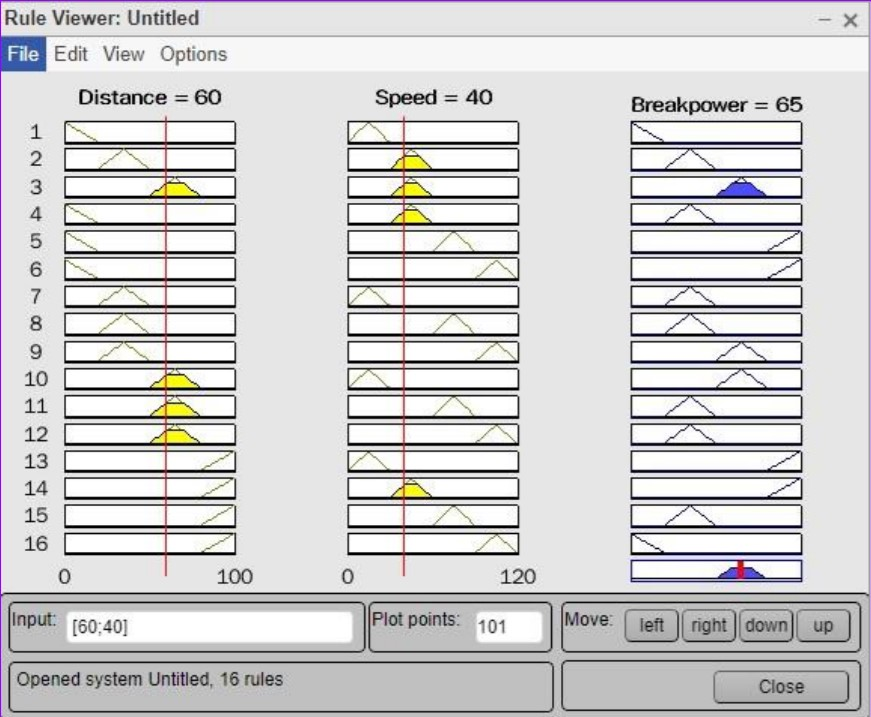 Rule Viewer: Untitled
File Edit View Options
Distance = 60 Speed = 40 Breakpower = 65
1
2
3
4
5
6
7
8
9
10
11
12
13
14
15
16
0 100 0 120
Input: [60;40] Plot points: 101 Move: left right down up
Opened system Untitled, 16 rules Close